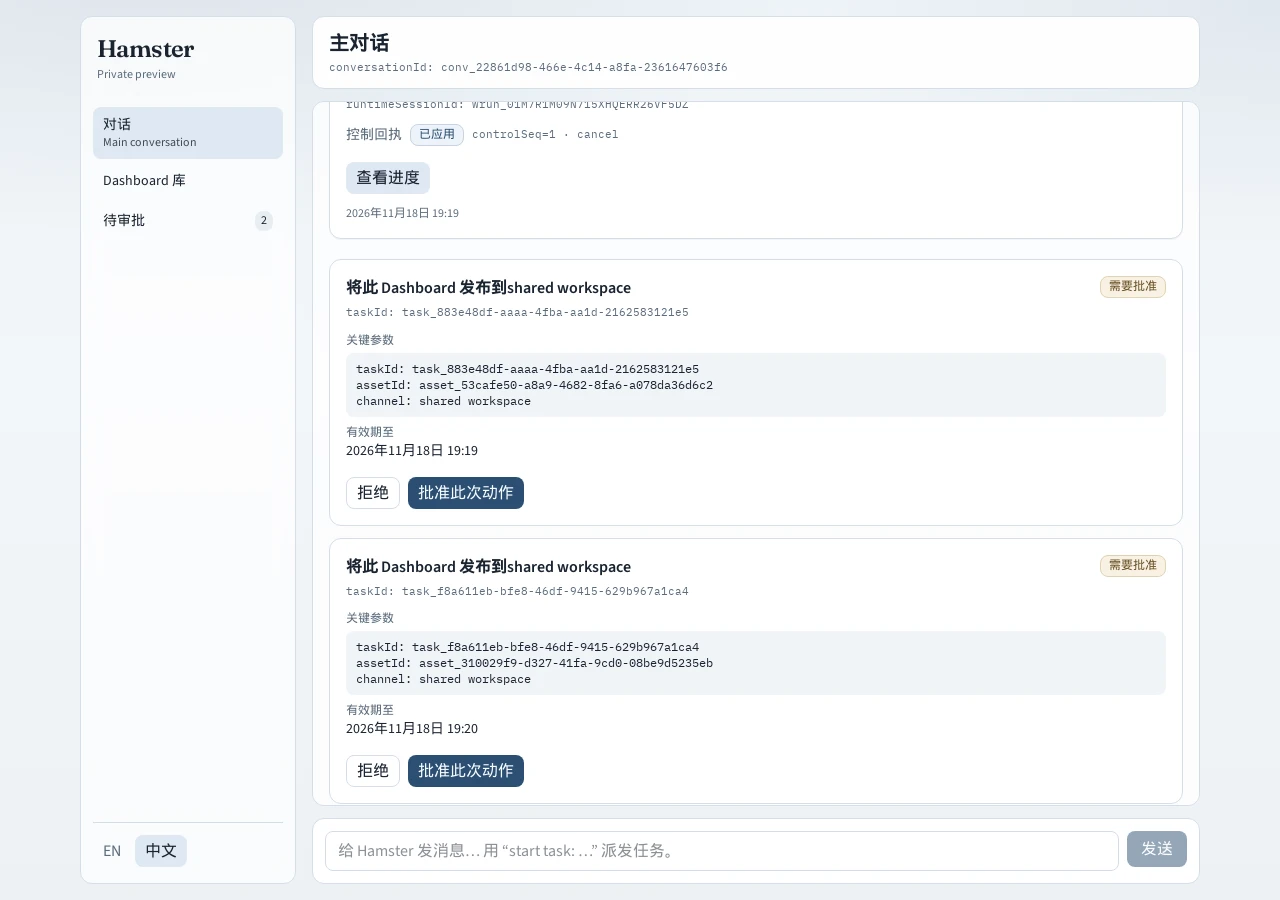 Hamster
Private preview
对话
Main conversation
Dashboard 库
待审批
2
EN
中文
主对话
conversationId: conv_22861d98-466e-4c14-a8fa-2361647603f6
控制回执
已应用
controlSeq=1 · cancel
查看进度
2026年11月18日 19:19
将此 Dashboard 发布到shared workspace
需要批准
taskId: task_883e48df-aaaa-4fba-aa1d-2162583121e5
关键参数
taskId: task_883e48df-aaaa-4fba-aa1d-2162583121e5
assetId: asset_53cafe50-a8a9-4682-8fa6-a078da36d6c2
channel: shared workspace
有效期至
2026年11月18日 19:19
拒绝
批准此次动作
将此 Dashboard 发布到shared workspace
需要批准
taskId: task_f8a611eb-bfe8-46df-9415-629b967a1ca4
关键参数
taskId: task_f8a611eb-bfe8-46df-9415-629b967a1ca4
assetId: asset_310029f9-d327-41fa-9cd0-08be9d5235eb
channel: shared workspace
有效期至
2026年11月18日 19:20
拒绝
批准此次动作
给 Hamster 发消息… 用 “start task: …” 派发任务。
发送